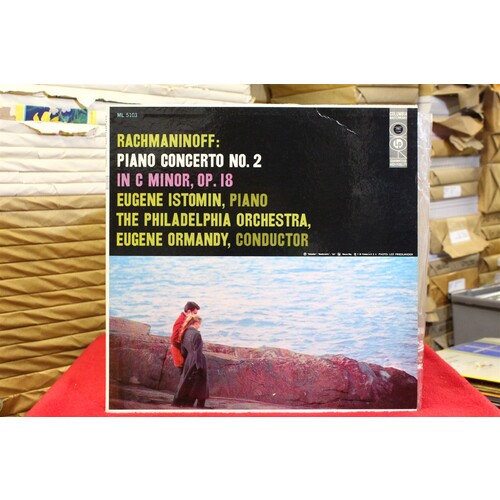 ML 5103
RACHMANINOFF:
PIANO CONCERTO NO. 2
IN C MINOR, OP. 18
EUGENE ISTOMIN, PIANO
THE PHILADELPHIA ORCHESTRA,
EUGENE ORMANDY, CONDUCTOR